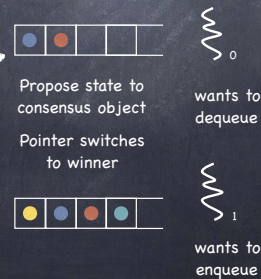 0
Propose state to
consensus object
wants to
dequeue
Pointer switches
to winner
1
wants to
enqueue